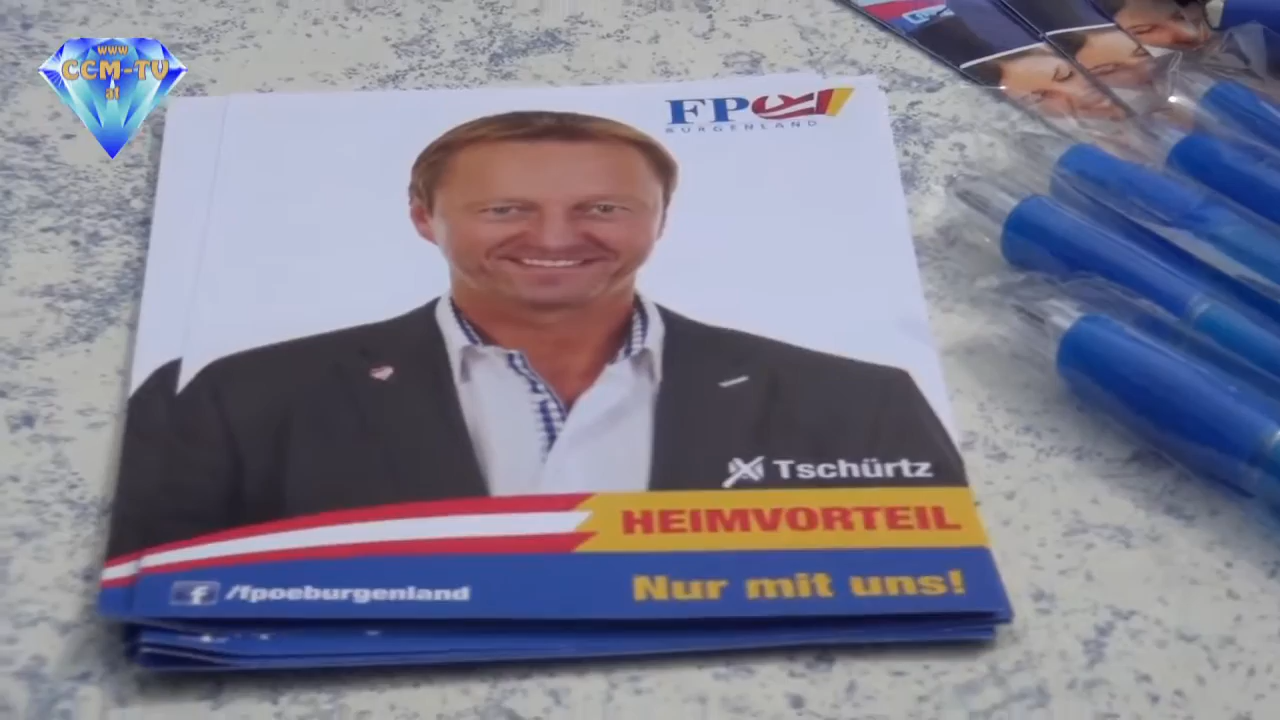 www
CCM-TV
at
FPÖ
BURGENLAND
Tschürtz
HEIMVORTEIL
Nur mit uns!
f /fpoeburgenland